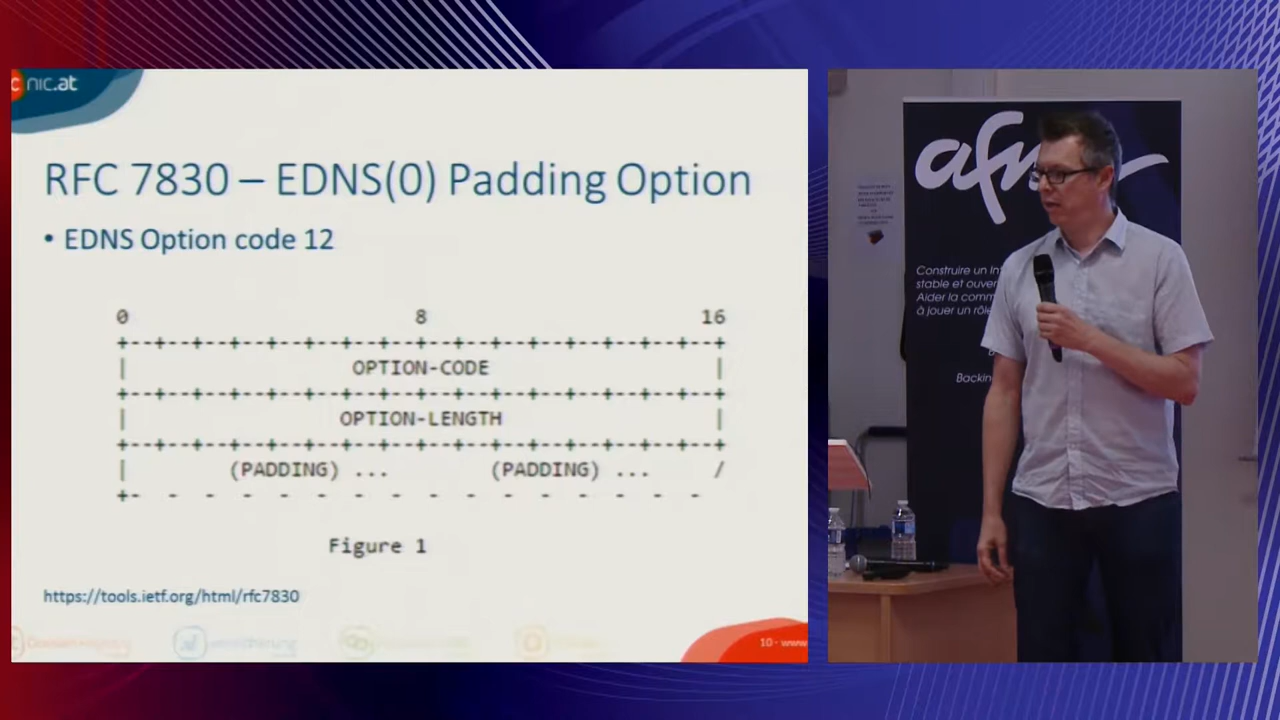 nic.at
RFC 7830 – EDNS(0) Padding Option
• EDNS Option code 12
0 8 16
+--+--+--+--+--+--+--+--+--+--+--+--+--+--+--+--+
| OPTION-CODE |
+--+--+--+--+--+--+--+--+--+--+--+--+--+--+--+--+
| OPTION-LENGTH |
+--+--+--+--+--+--+--+--+--+--+--+--+--+--+--+--+
| (PADDING) ... (PADDING) ... /
+- - - - - - - - - - - - - - - -
Figure 1
https://tools.ietf.org/html/rfc7830
10 - www
afn
Construire un In
stable et ouver
Aider la comm
à jouer un rôle
Backin